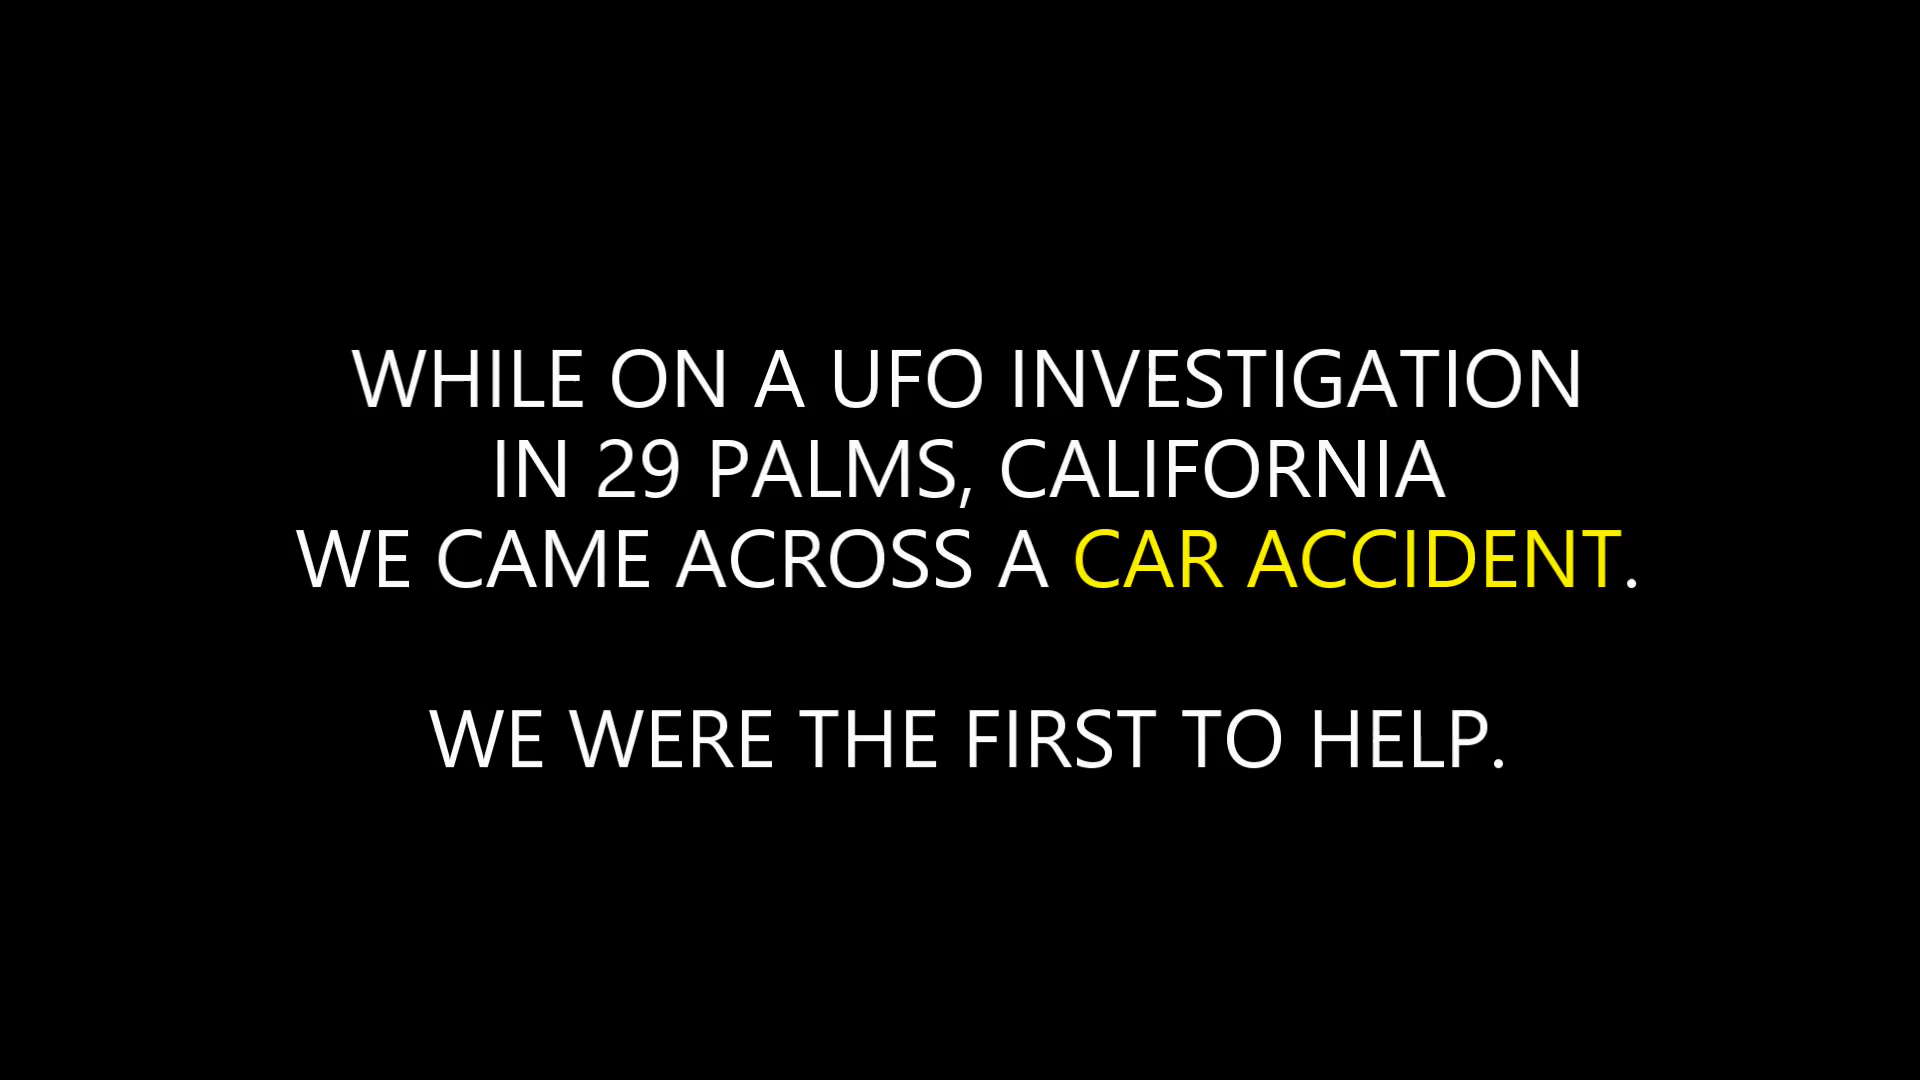 WHILE ON A UFO INVESTIGATION
IN 29 PALMS, CALIFORNIA
WE CAME ACROSS A CAR ACCIDENT.
WE WERE THE FIRST TO HELP.